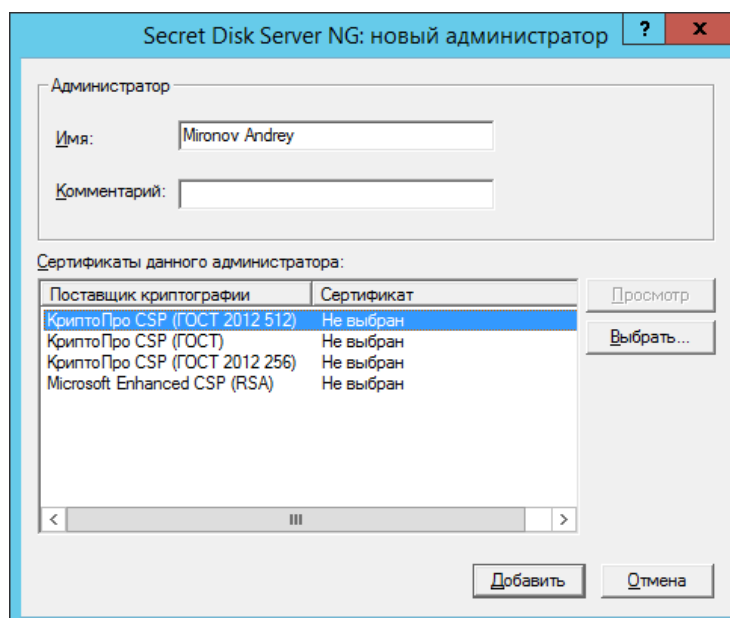 Secret Disk Server NG: новый администратор ? x
Администратор
Имя: Mironov Andrey
Комментарий:
Сертификаты данного администратора:
Поставщик криптографии Сертификат Просмотр
КриптоПро CSP (ГОСТ 2012 512) Не выбран
КриптоПро CSP (ГОСТ) Не выбран Выбрать...
КриптоПро CSP (ГОСТ 2012 256) Не выбран
Microsoft Enhanced CSP (RSA) Не выбран
Добавить Отмена